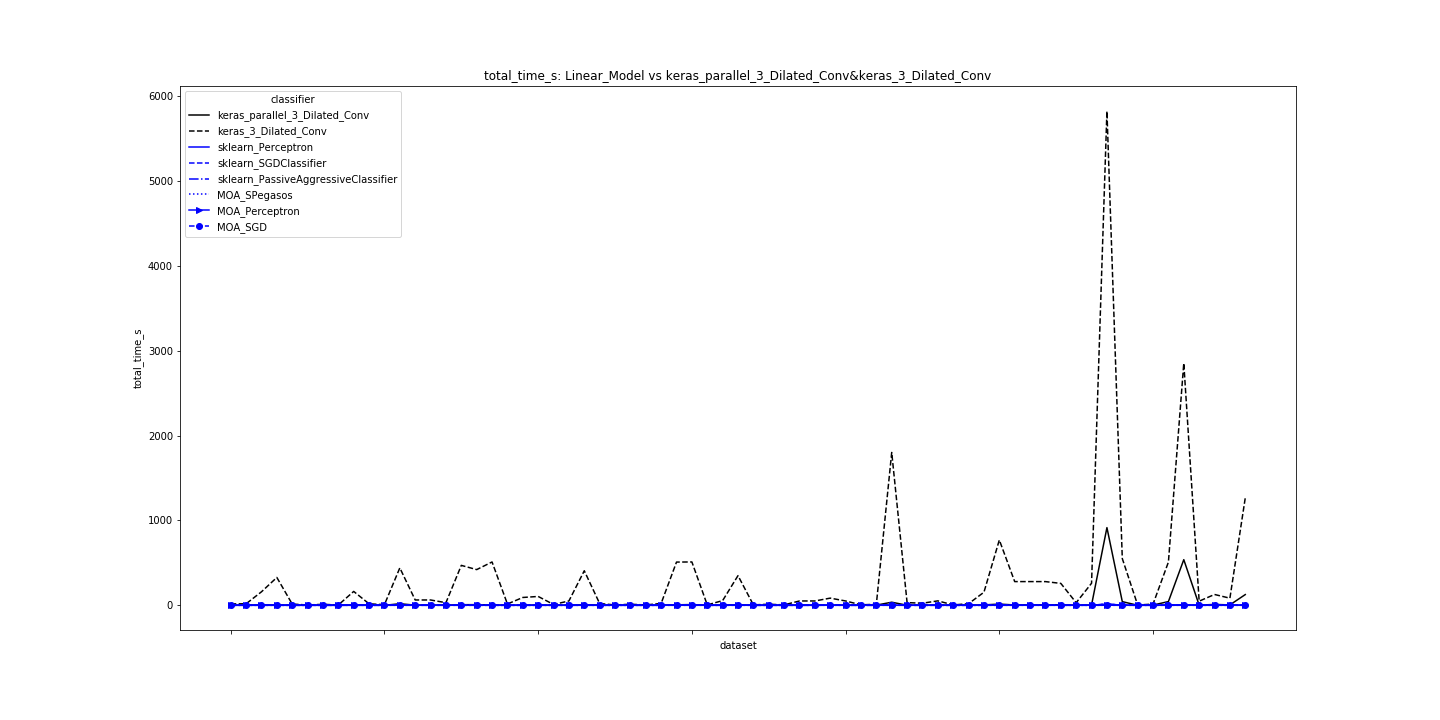 total_time_s: Linear_Model vs keras_parallel_3_Dilated_Conv&keras_3_Dilated_Conv
classifier
keras_parallel_3_Dilated_Conv
keras_3_Dilated_Conv
sklearn_Perceptron
sklearn_SGDClassifier
sklearn_PassiveAggressiveClassifier
MOA_SPegasos
MOA_Perceptron
MOA_SGD
6000
5000
4000
3000
2000
1000
0
total_time_s
dataset